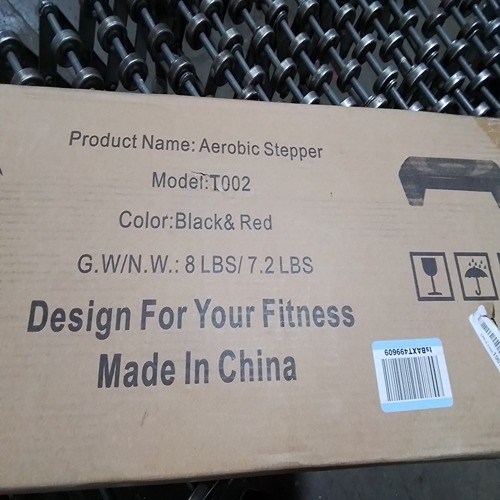 Product Name: Aerobic Stepper
Model:T002
Color:Black& Red
G.W/N.W.: 8 LBS/ 7.2 LBS
Design For Your Fitness
Made In China
lsBAXT499609